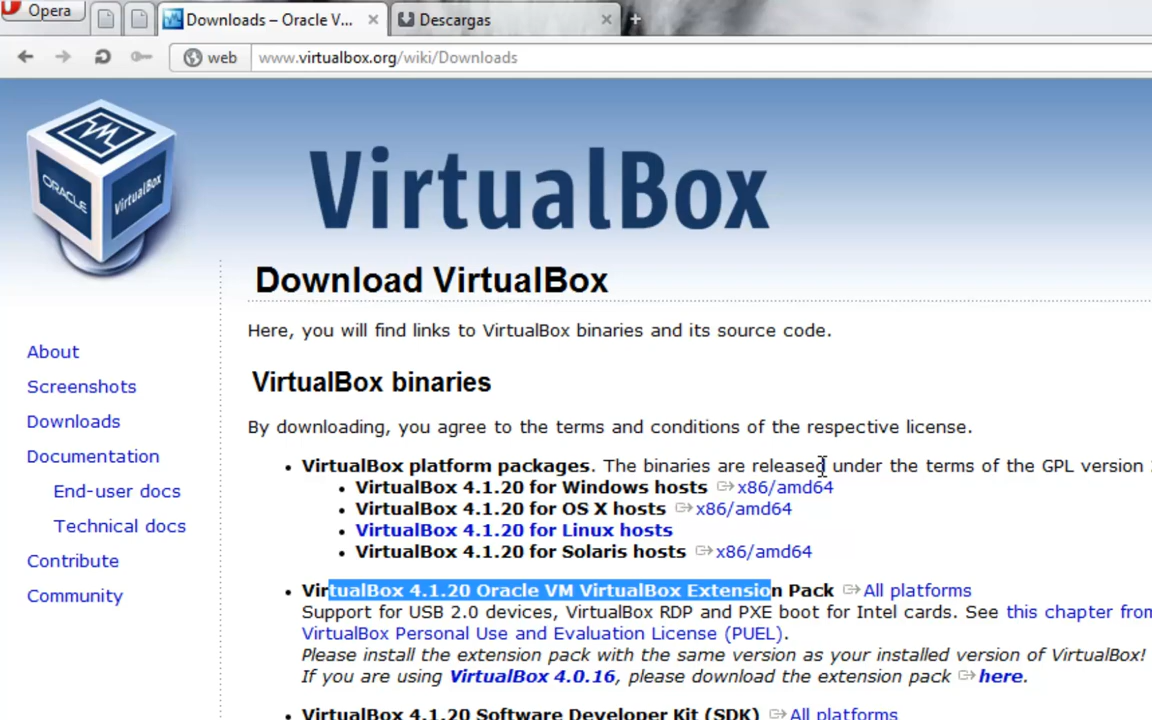 Opera
Downloads – Oracle V...
Descargas
web
www.virtualbox.org/wiki/Downloads
ORACLE
VirtualBox
VirtualBox
Download VirtualBox
Here, you will find links to VirtualBox binaries and its source code.
About
VirtualBox binaries
Screenshots
Downloads
By downloading, you agree to the terms and conditions of the respective license.
Documentation
• VirtualBox platform packages. The binaries are released under the terms of the GPL version
End-user docs
• VirtualBox 4.1.20 for Windows hosts x86/amd64
• VirtualBox 4.1.20 for OS X hosts x86/amd64
Technical docs
• VirtualBox 4.1.20 for Linux hosts
• VirtualBox 4.1.20 for Solaris hosts x86/amd64
Contribute
Community
• VirtualBox 4.1.20 Oracle VM VirtualBox Extension Pack All platforms
Support for USB 2.0 devices, VirtualBox RDP and PXE boot for Intel cards. See this chapter from
VirtualBox Personal Use and Evaluation License (PUEL).
Please install the extension pack with the same version as your installed version of VirtualBox!
If you are using VirtualBox 4.0.16, please download the extension pack here.
• VirtualBox 4.1.20 Software Developer Kit (SDK) All platforms